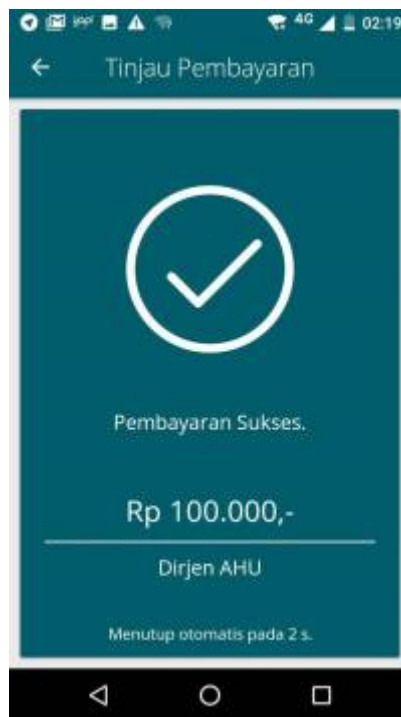 4G 02:19
Tinjau Pembayaran
Pembayaran Sukses.
Rp 100.000,-
Dirjen AHU
Menutup otomatis pada 2 s.